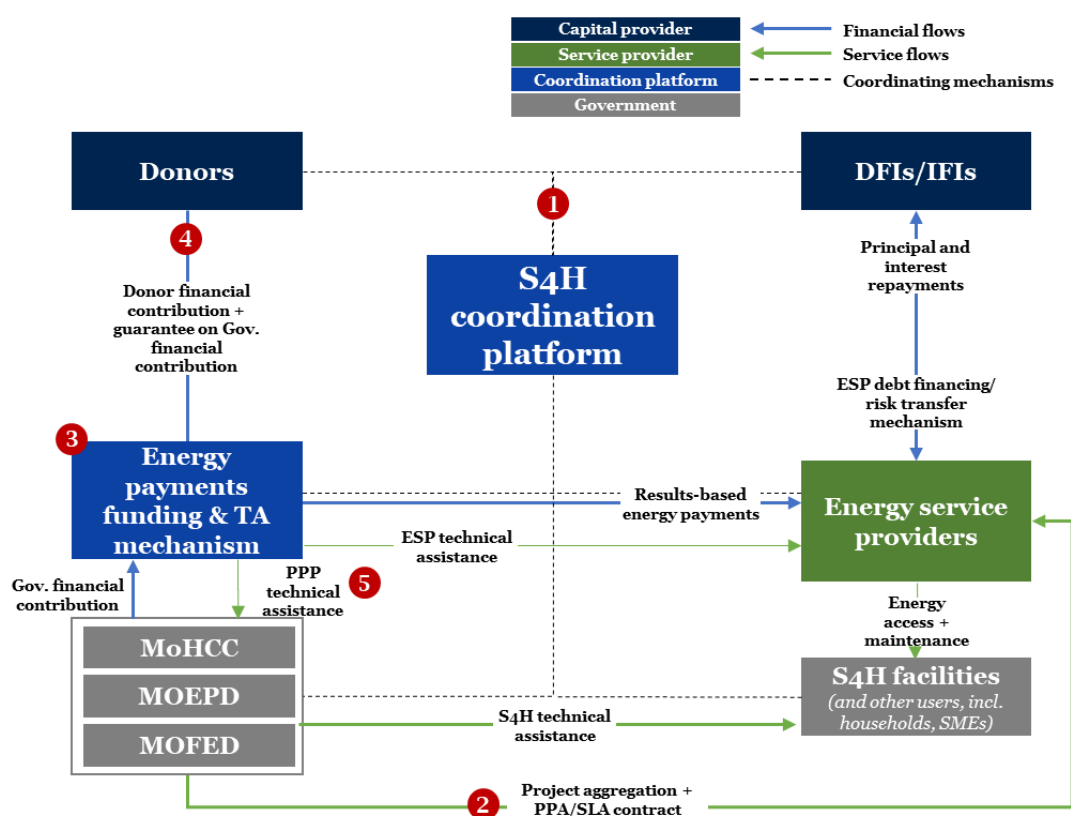 Capital provider
Service provider
Coordination platform
Government
Financial flows
Service flows
Coordinating mechanisms
Donors
DFIs/IFIs
1
4
S4H
coordination
platform
Principal and
interest
repayments
Donor financial
contribution +
guarantee on Gov.
financial
contribution
ESP debt financing/
risk transfer
mechanism
3
Energy
payments
funding & TA
mechanism
Results-based
energy payments
Energy service
providers
ESP technical
assistance
Gov. financial
contribution
PPP
technical
assistance
5
Energy
access +
maintenance
MoHCC
MOEPD
MOFED
S4H facilities
(and other users, incl.
households, SMEs)
S4H technical
assistance
2
Project aggregation +
PPA/SLA contract